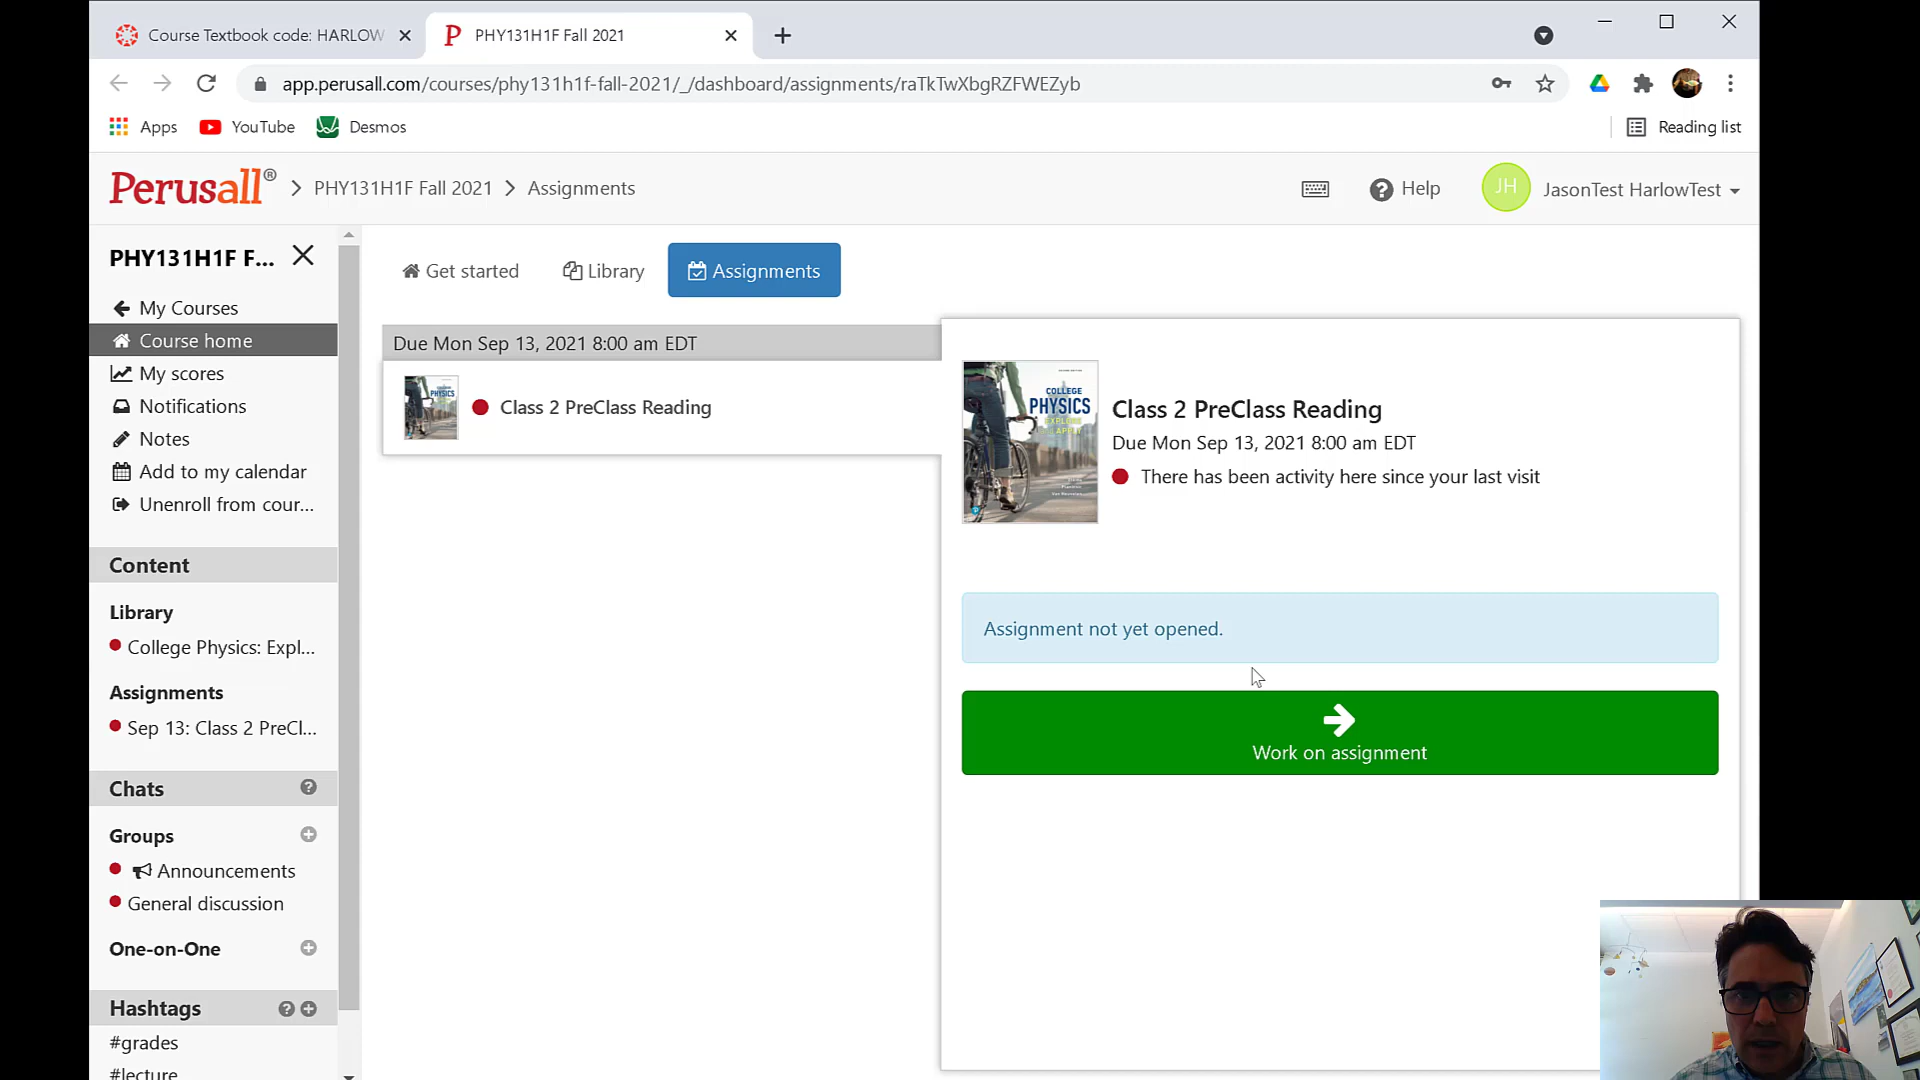 Course Textbook code: HARLOW
PHY131H1F Fall 2021
app.perusall.com/courses/phy131h1f-fall-2021/_/dashboard/assignments/raTkTwXbgRZFWEZyb
Apps
YouTube
Desmos
Reading list
Perusall®
PHY131H1F Fall 2021
Assignments
Help
JH
JasonTest HarlowTest
PHY131H1F F...
My Courses
Course home
My scores
Notifications
Notes
Add to my calendar
Unenroll from cour...
Content
Library
College Physics: Expl...
Assignments
Sep 13: Class 2 PreCl...
Chats
Groups
Announcements
General discussion
One-on-One
Hashtags
#grades
#lecture
Get started
Library
Assignments
Due Mon Sep 13, 2021 8:00 am EDT
PHYSICS
Class 2 PreClass Reading
COLLEGE
PHYSICS
EXPLORE
APPLY
Class 2 PreClass Reading
Due Mon Sep 13, 2021 8:00 am EDT
There has been activity here since your last visit
Assignment not yet opened.
Work on assignment